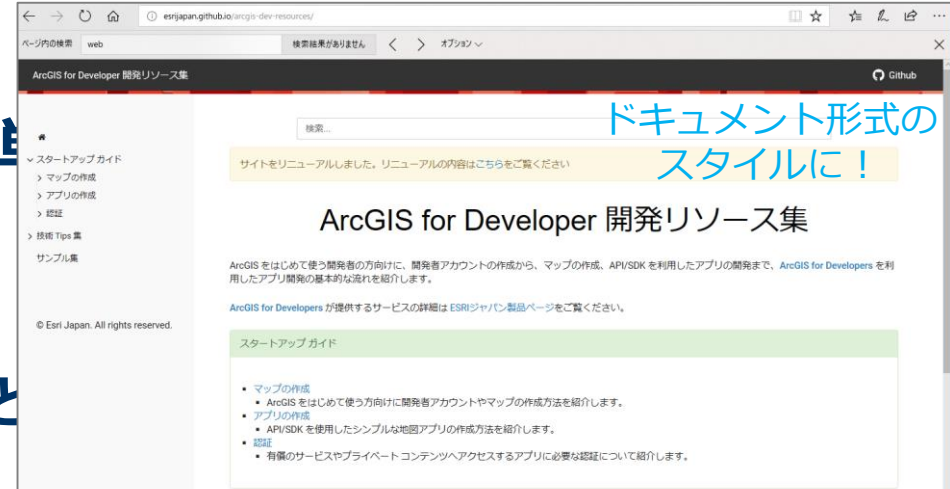 esrijapan.github.io/arcgis-dev-resources/
ページ内の検索 web 検索結果がありません オプション
ArcGIS for Developer 開発リソース集 Github
検索...
ドキュメント形式の
スタイルに！
スタートアップ ガイド
マップの作成
アプリの作成
認証
技術 Tips 集
サンプル集
© Esri Japan. All rights reserved.
サイトをリニューアルしました。リニューアルの内容はこちらをご覧ください
ArcGIS for Developer 開発リソース集
ArcGIS をはじめて使う開発者の方向けに、開発者アカウントの作成から、マップの作成、API/SDK を利用したアプリの開発まで、ArcGIS for Developers を利
用したアプリ開発の基本的な流れを紹介します。
ArcGIS for Developers が提供するサービスの詳細は ESRIジャパン製品ページをご覧ください。
スタートアップ ガイド
マップの作成
ArcGIS をはじめて使う方向けに開発者アカウントやマップの作成方法を紹介します。
アプリの作成
API/SDK を使用したシンプルな地図アプリの作成方法を紹介します。
認証
有償のサービスやプライベート コンテンツへアクセスするアプリに必要な認証について紹介します。